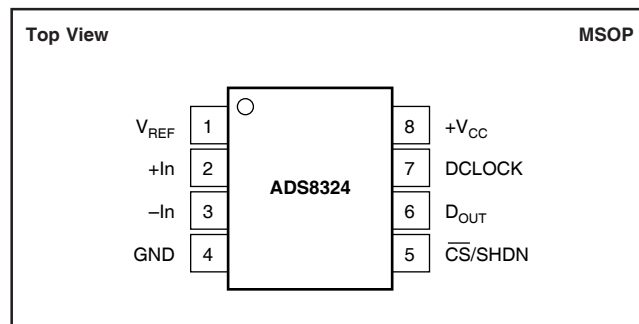 Top View MSOP
V_REF 1 8 +V_CC
+In 2 7 DCLOCK
ADS8324
–In 3 6 D_OUT
GND 4 5 C̅S̅/SHDN